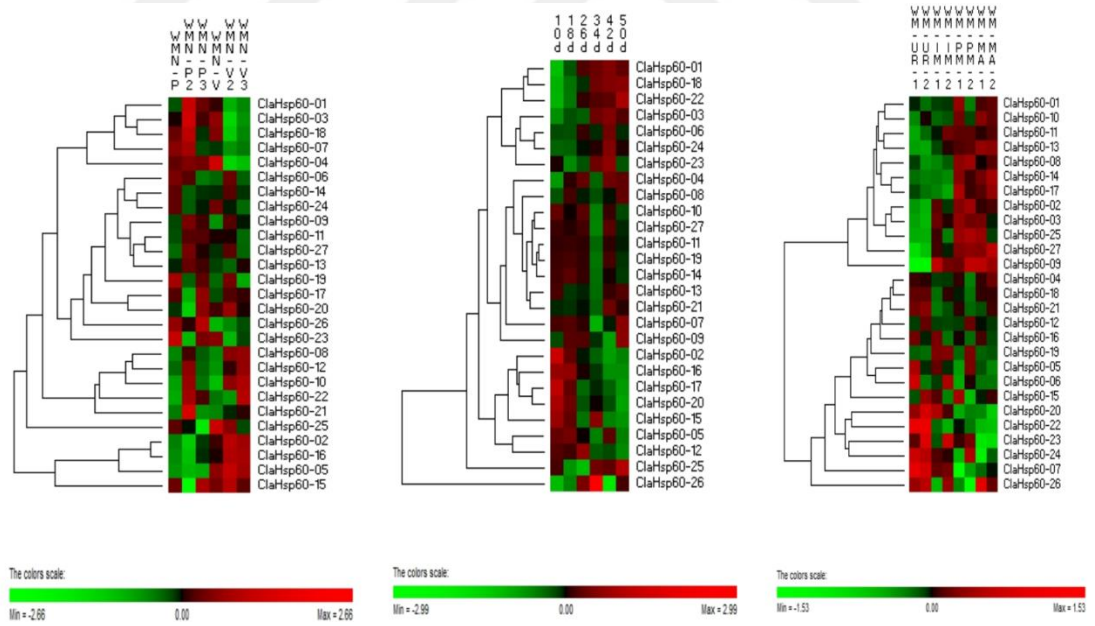 WMN-P
WMN-P2
WMN-P3
WMN-V
WMN-V2
WMN-V3
ClaHsp60-01
ClaHsp60-03
ClaHsp60-18
ClaHsp60-07
ClaHsp60-04
ClaHsp60-06
ClaHsp60-14
ClaHsp60-24
ClaHsp60-09
ClaHsp60-11
ClaHsp60-27
ClaHsp60-13
ClaHsp60-19
ClaHsp60-17
ClaHsp60-20
ClaHsp60-26
ClaHsp60-23
ClaHsp60-08
ClaHsp60-12
ClaHsp60-10
ClaHsp60-22
ClaHsp60-21
ClaHsp60-25
ClaHsp60-02
ClaHsp60-16
ClaHsp60-05
ClaHsp60-15
The colors scale:
Min = -2.66 0.00 Max = 2.66
10d
18d
26d
34d
42d
50d
ClaHsp60-01
ClaHsp60-18
ClaHsp60-22
ClaHsp60-03
ClaHsp60-06
ClaHsp60-24
ClaHsp60-23
ClaHsp60-04
ClaHsp60-08
ClaHsp60-10
ClaHsp60-27
ClaHsp60-11
ClaHsp60-19
ClaHsp60-14
ClaHsp60-13
ClaHsp60-21
ClaHsp60-07
ClaHsp60-09
ClaHsp60-02
ClaHsp60-16
ClaHsp60-17
ClaHsp60-20
ClaHsp60-15
ClaHsp60-05
ClaHsp60-12
ClaHsp60-25
ClaHsp60-26
The colors scale:
Min = -2.99 0.00 Max = 2.99
WM-UR-1
WM-UR-2
WM-IM-1
WM-IM-2
WM-PM-1
WM-PM-2
WM-MA-1
WM-MA-2
ClaHsp60-01
ClaHsp60-10
ClaHsp60-11
ClaHsp60-13
ClaHsp60-08
ClaHsp60-14
ClaHsp60-17
ClaHsp60-02
ClaHsp60-03
ClaHsp60-25
ClaHsp60-27
ClaHsp60-09
ClaHsp60-04
ClaHsp60-18
ClaHsp60-21
ClaHsp60-12
ClaHsp60-16
ClaHsp60-19
ClaHsp60-05
ClaHsp60-06
ClaHsp60-15
ClaHsp60-20
ClaHsp60-22
ClaHsp60-23
ClaHsp60-24
ClaHsp60-07
ClaHsp60-26
The colors scale:
Min = -1.53 0.00 Max = 1.53